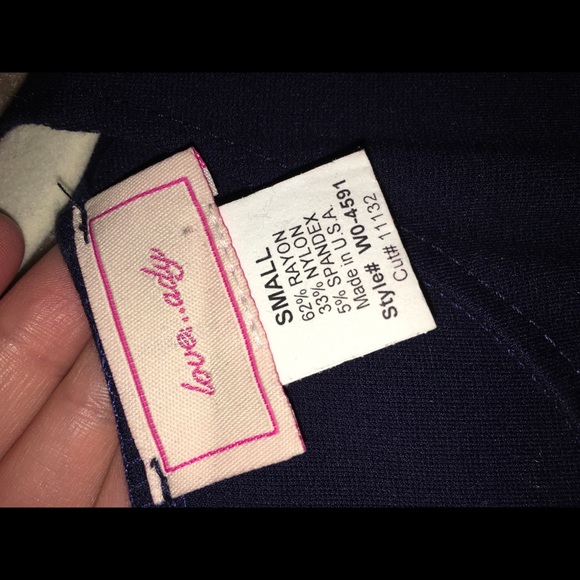 love...ady
SMALL
62% RAYON
33% NYLON
5% SPANDEX
Made in U.S.A.
Style# W0-4591
Cut# 11132